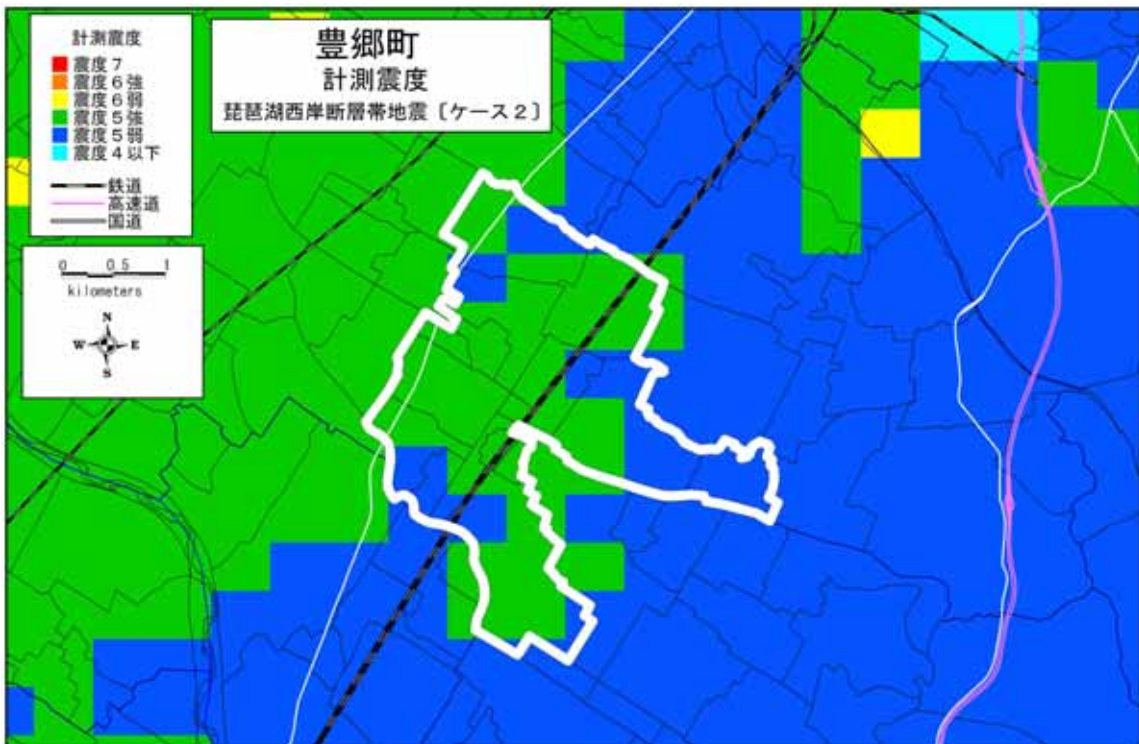 計測震度
震度7
震度6強
震度6弱
震度5強
震度5弱
震度4以下
鉄道
高速道
国道
豊郷町
計測震度
琵琶湖西岸断層帯地震〔ケース2〕
0 0.5 1
kilometers
N
W E
S